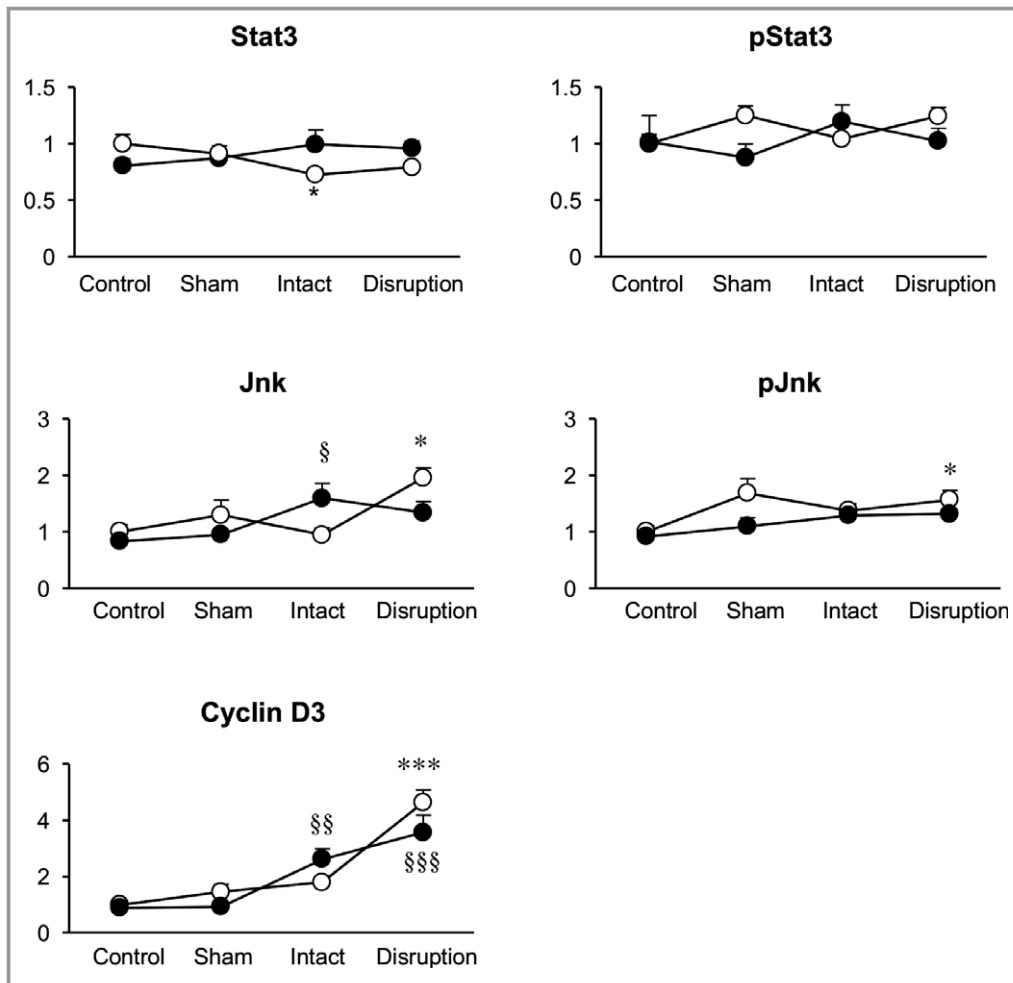 Stat3
1.5
1
0.5
0
*
Control Sham Intact Disruption
pStat3
1.5
1
0.5
0
Control Sham Intact Disruption
Jnk
3
2
1
0
§
*
Control Sham Intact Disruption
pJnk
3
2
1
0
*
Control Sham Intact Disruption
Cyclin D3
6
4
2
0
***
§§
§§§
Control Sham Intact Disruption